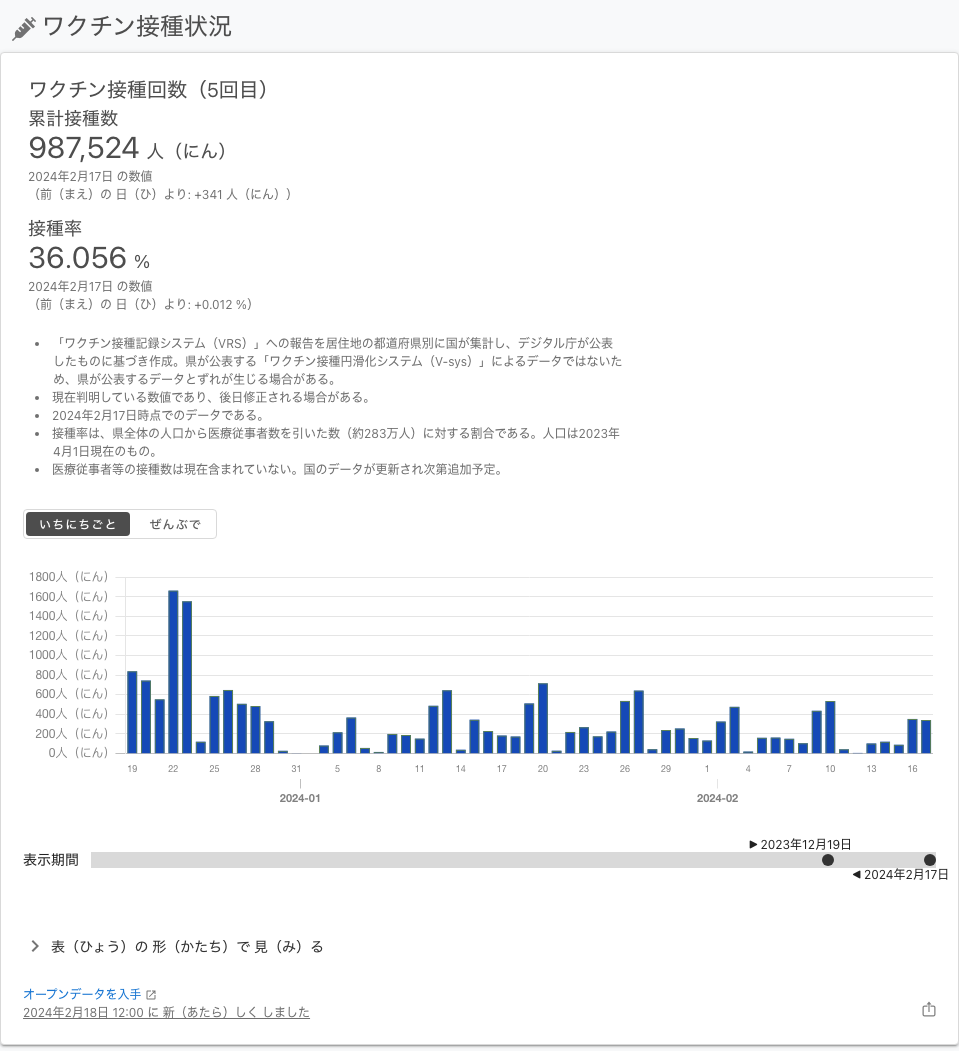 ワクチン接種状況
ワクチン接種回数（5回目）
累計接種数
987,524 人（にん）
2024年2月17日 の数値
（前（まえ）の 日（ひ）より: +341 人（にん））
接種率
36.056 %
2024年2月17日 の数値
（前（まえ）の 日（ひ）より: +0.012 %）
• 「ワクチン接種記録システム（VRS）」への報告を居住地の都道府県別に国が集計し、デジタル庁が公表
したものに基づき作成。県が公表する「ワクチン接種円滑化システム（V-sys）」によるデータではないた
め、県が公表するデータとずれが生じる場合がある。
• 現在判明している数値であり、後日修正される場合がある。
• 2024年2月17日時点でのデータである。
• 接種率は、県全体の人口から医療従事者数を引いた数（約283万人）に対する割合である。人口は2023年
4月1日現在のもの。
• 医療従事者等の接種数は現在含まれていない。国のデータが更新され次第追加予定。
いちにちごと ぜんぶで
1800人（にん）
1600人（にん）
1400人（にん）
1200人（にん）
1000人（にん）
800人（にん）
600人（にん）
400人（にん）
200人（にん）
0人（にん）
19 22 25 28 31 5 8 11 14 17 20 23 26 29 1 4 7 10 13 16
2024-01 2024-02
2023年12月19日
表示期間
2024年2月17日
表（ひょう）の 形（かたち）で 見（み）る
オープンデータを入手
2024年2月18日 12:00 に 新（あたら）しく しました